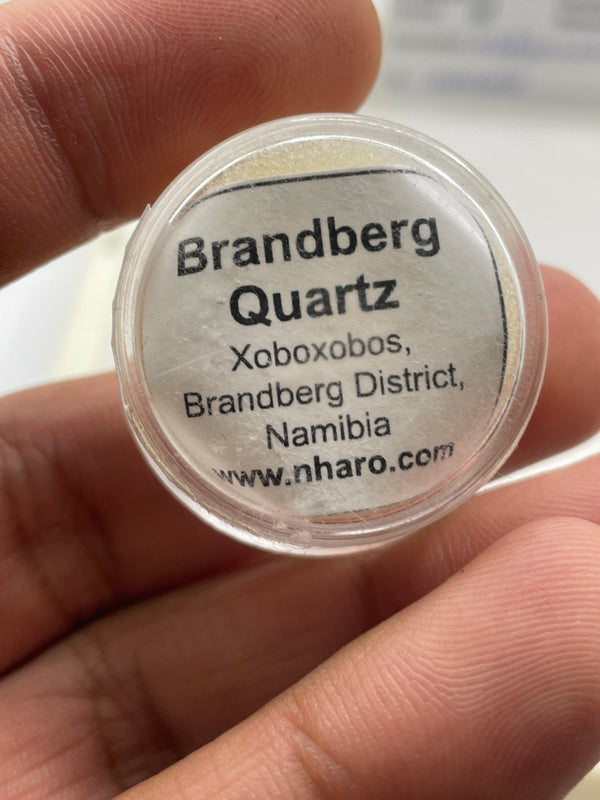 Brandberg
Quartz
Xoboxobos,
Brandberg District,
Namibia
www.nharo.com